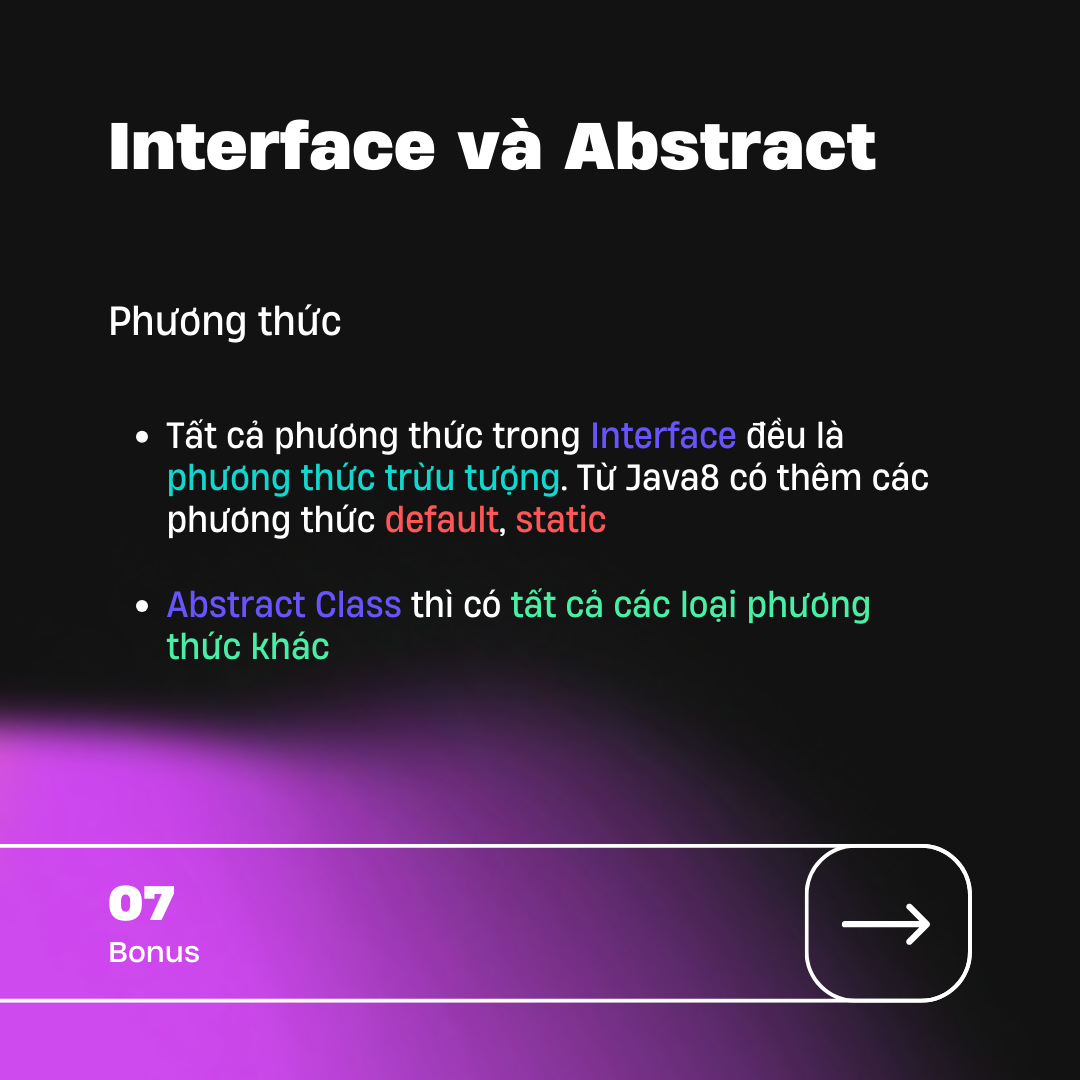 Interface và Abstract
Phương thức
• Tất cả phương thức trong Interface đều là
phương thức trừu tượng. Từ Java8 có thêm các
phương thức default, static
• Abstract Class thì có tất cả các loại phương
thức khác
07
Bonus